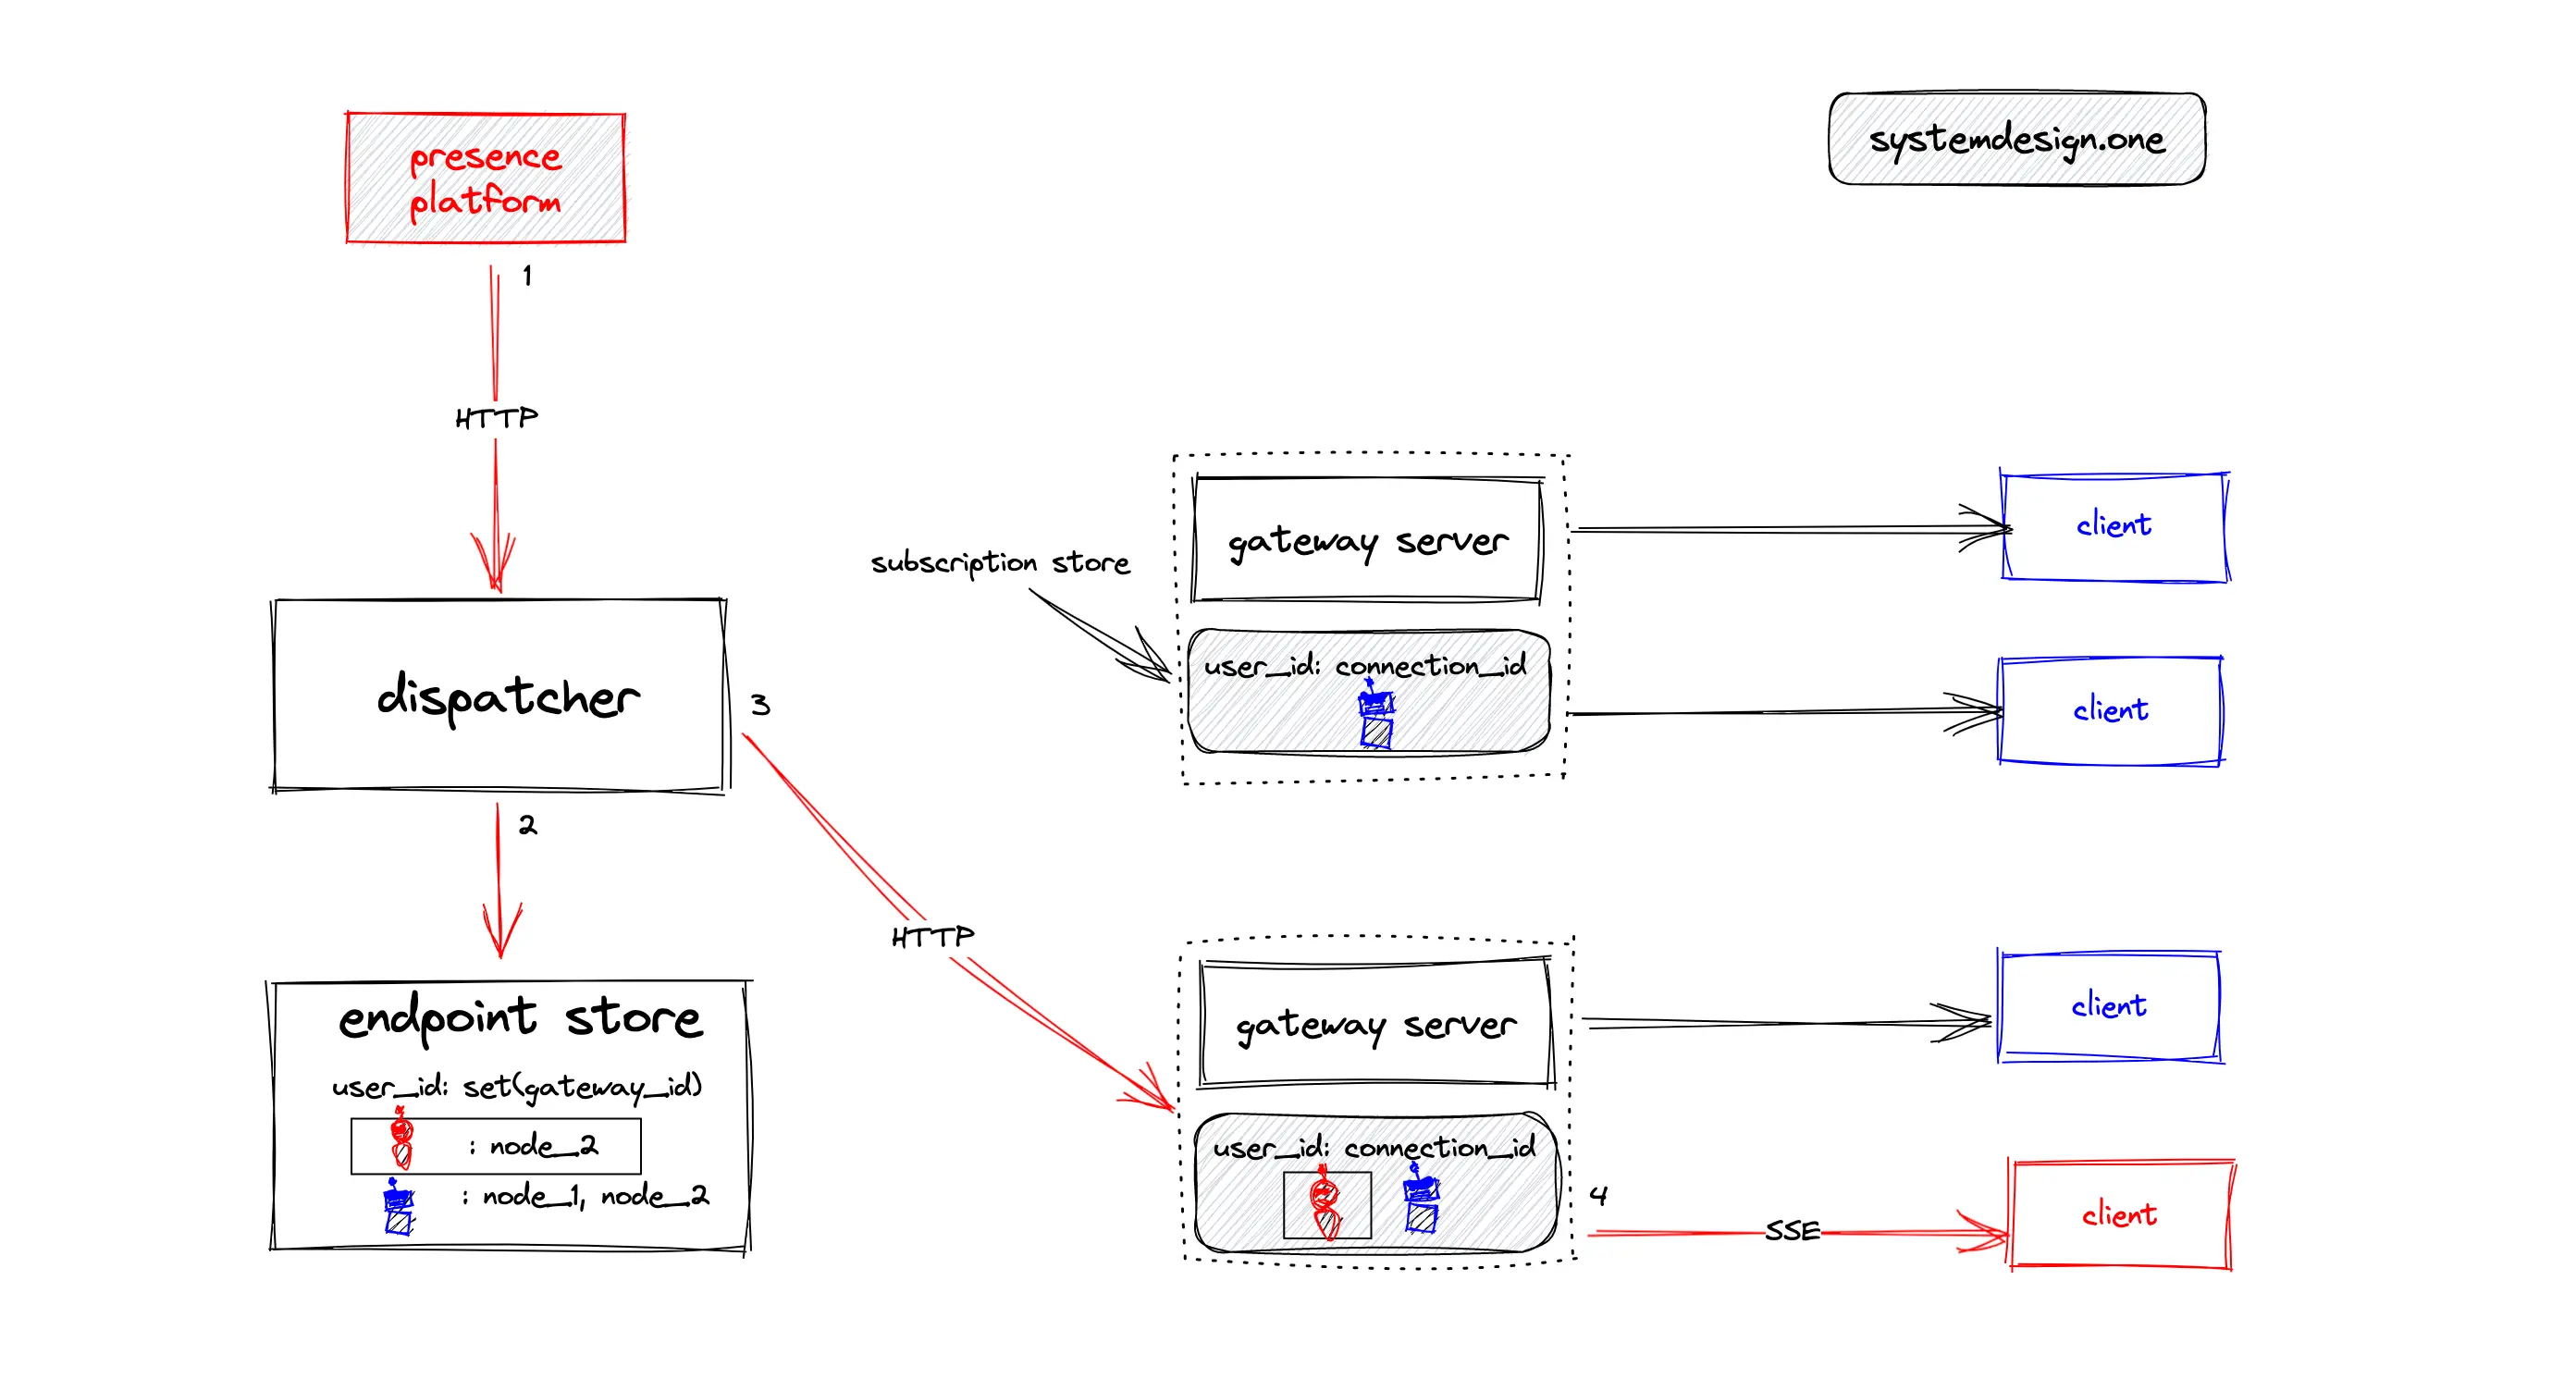 systemdesign.one
presence
platform
1
HTTP
dispatcher
3
2
endpoint store
user_id: set(gateway_id)
: node_2
: node_1, node_2
HTTP
subscription store
gateway server
user_id: connection_id
client
client
gateway server
user_id: connection_id
client
4
SSE
client